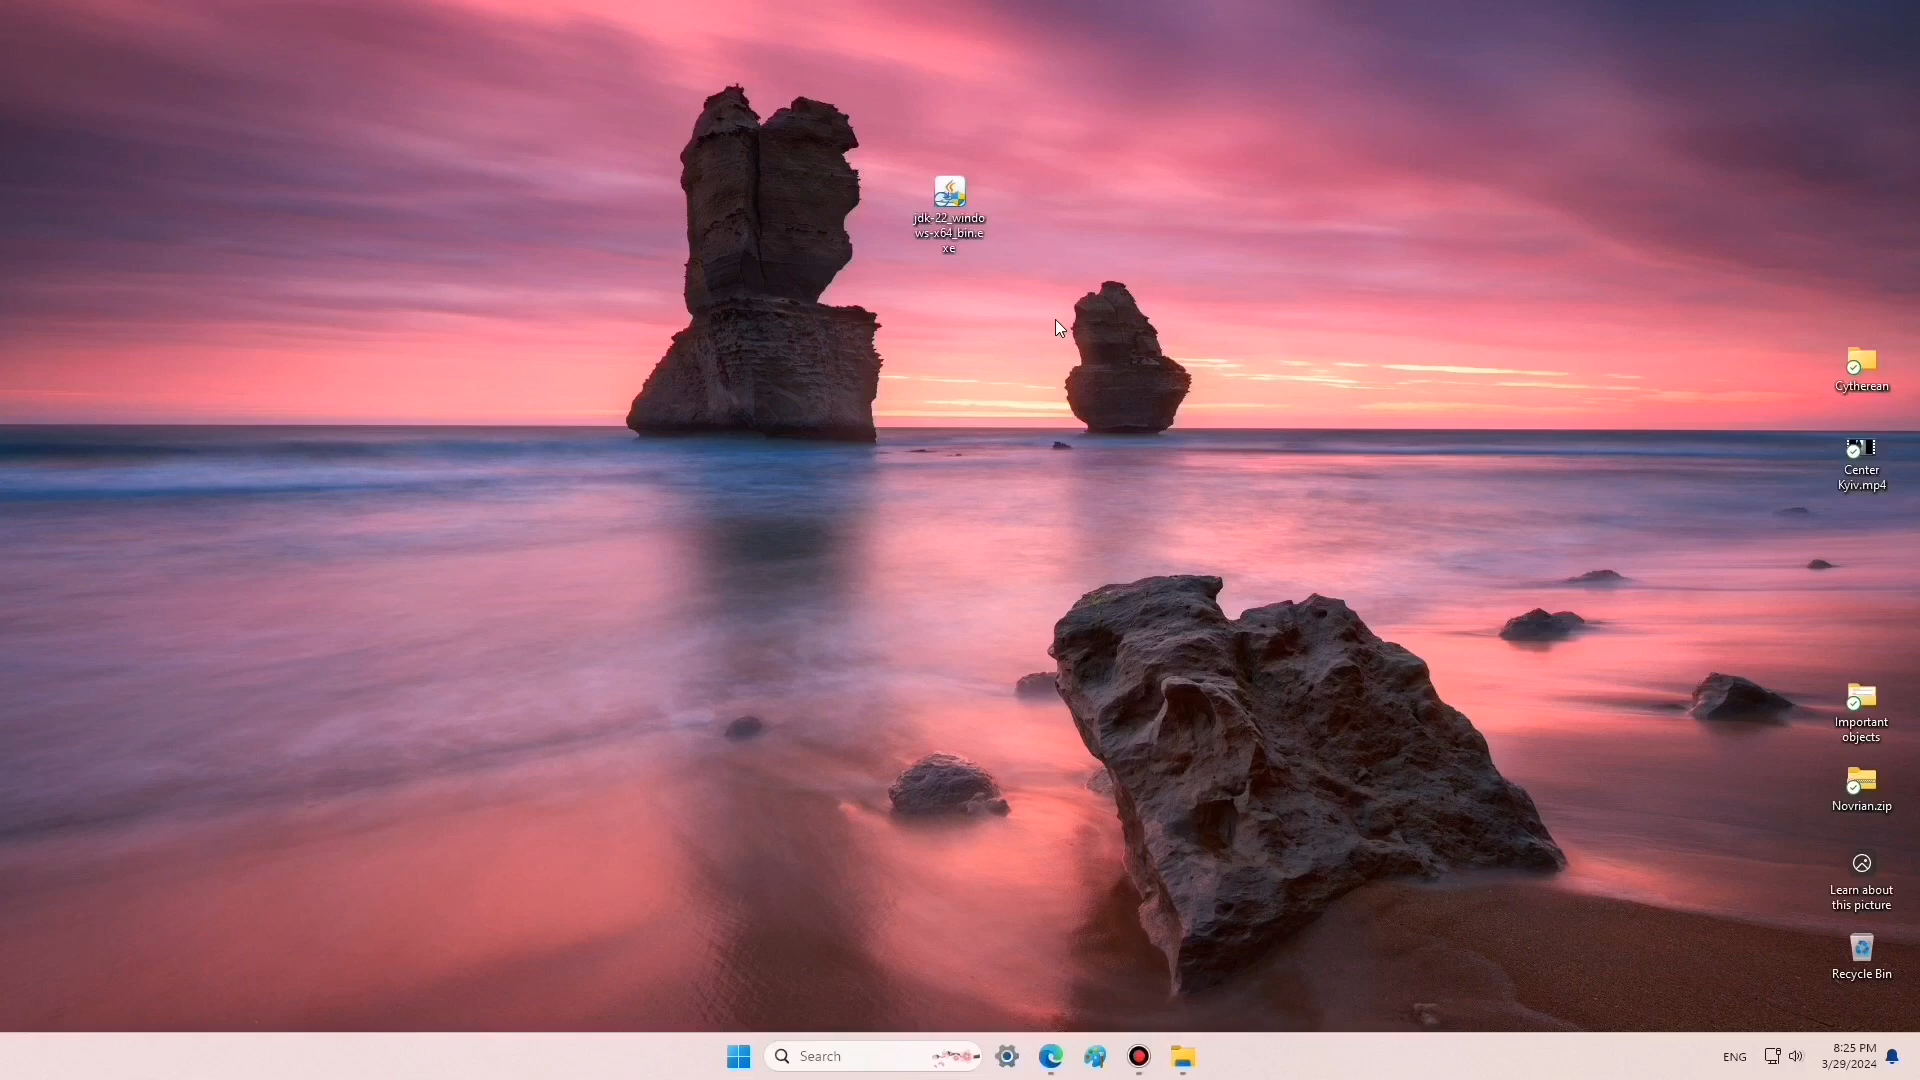 jdk-22_windo
ws-x64_bin.e
xe
Cytherean
Center
Kyiv.mp4
Important
objects
Novrian.zip
Learn about
this picture
Recycle Bin
Search
ENG
8:25 PM
3/29/2024